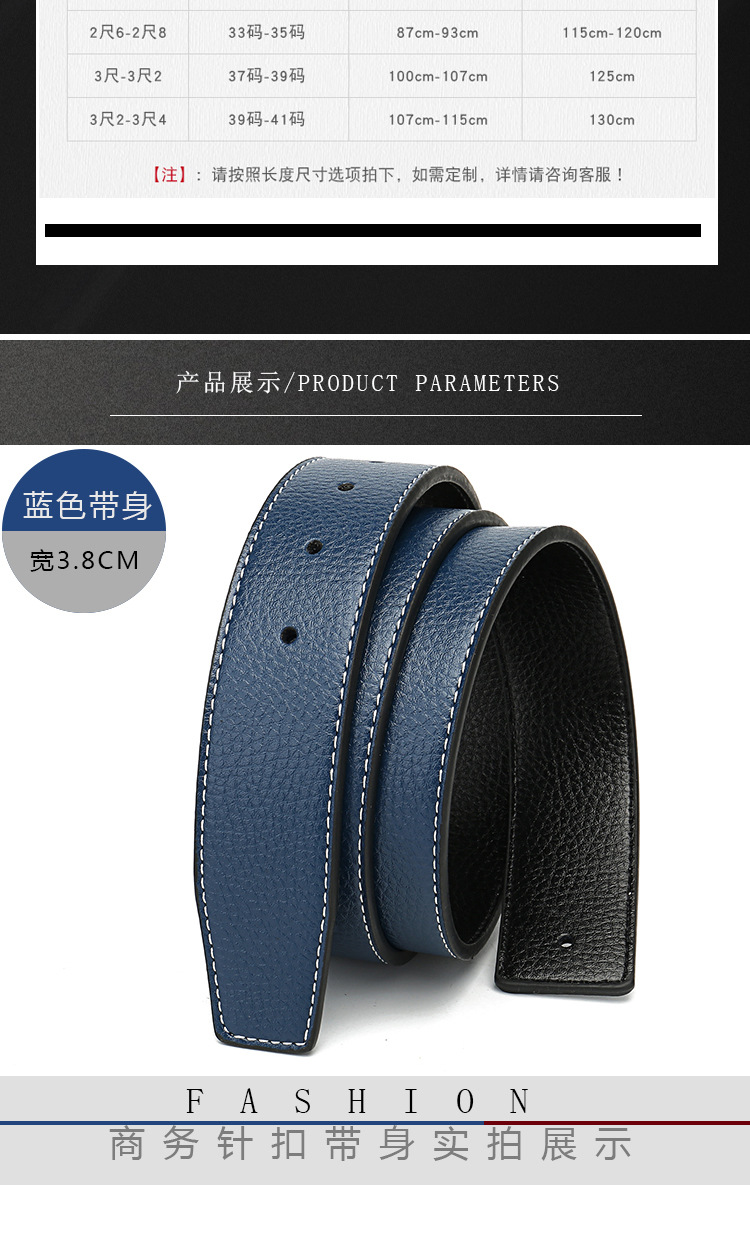 2尺6-2尺8 33码-35码 87cm-93cm 115cm-120cm
3尺-3尺2 37码-39码 100cm-107cm 125cm
3尺2-3尺4 39码-41码 107cm-115cm 130cm
【注】：请按照长度尺寸选项拍下，如需定制，详情请咨询客服！
产品展示/PRODUCT PARAMETERS
蓝色带身
宽3.8CM
FASHION
商务针扣带身实拍展示